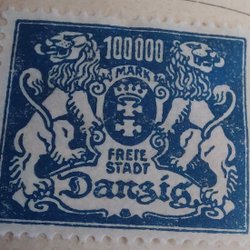 100000
MARK
FREIE
STADT
Danzig